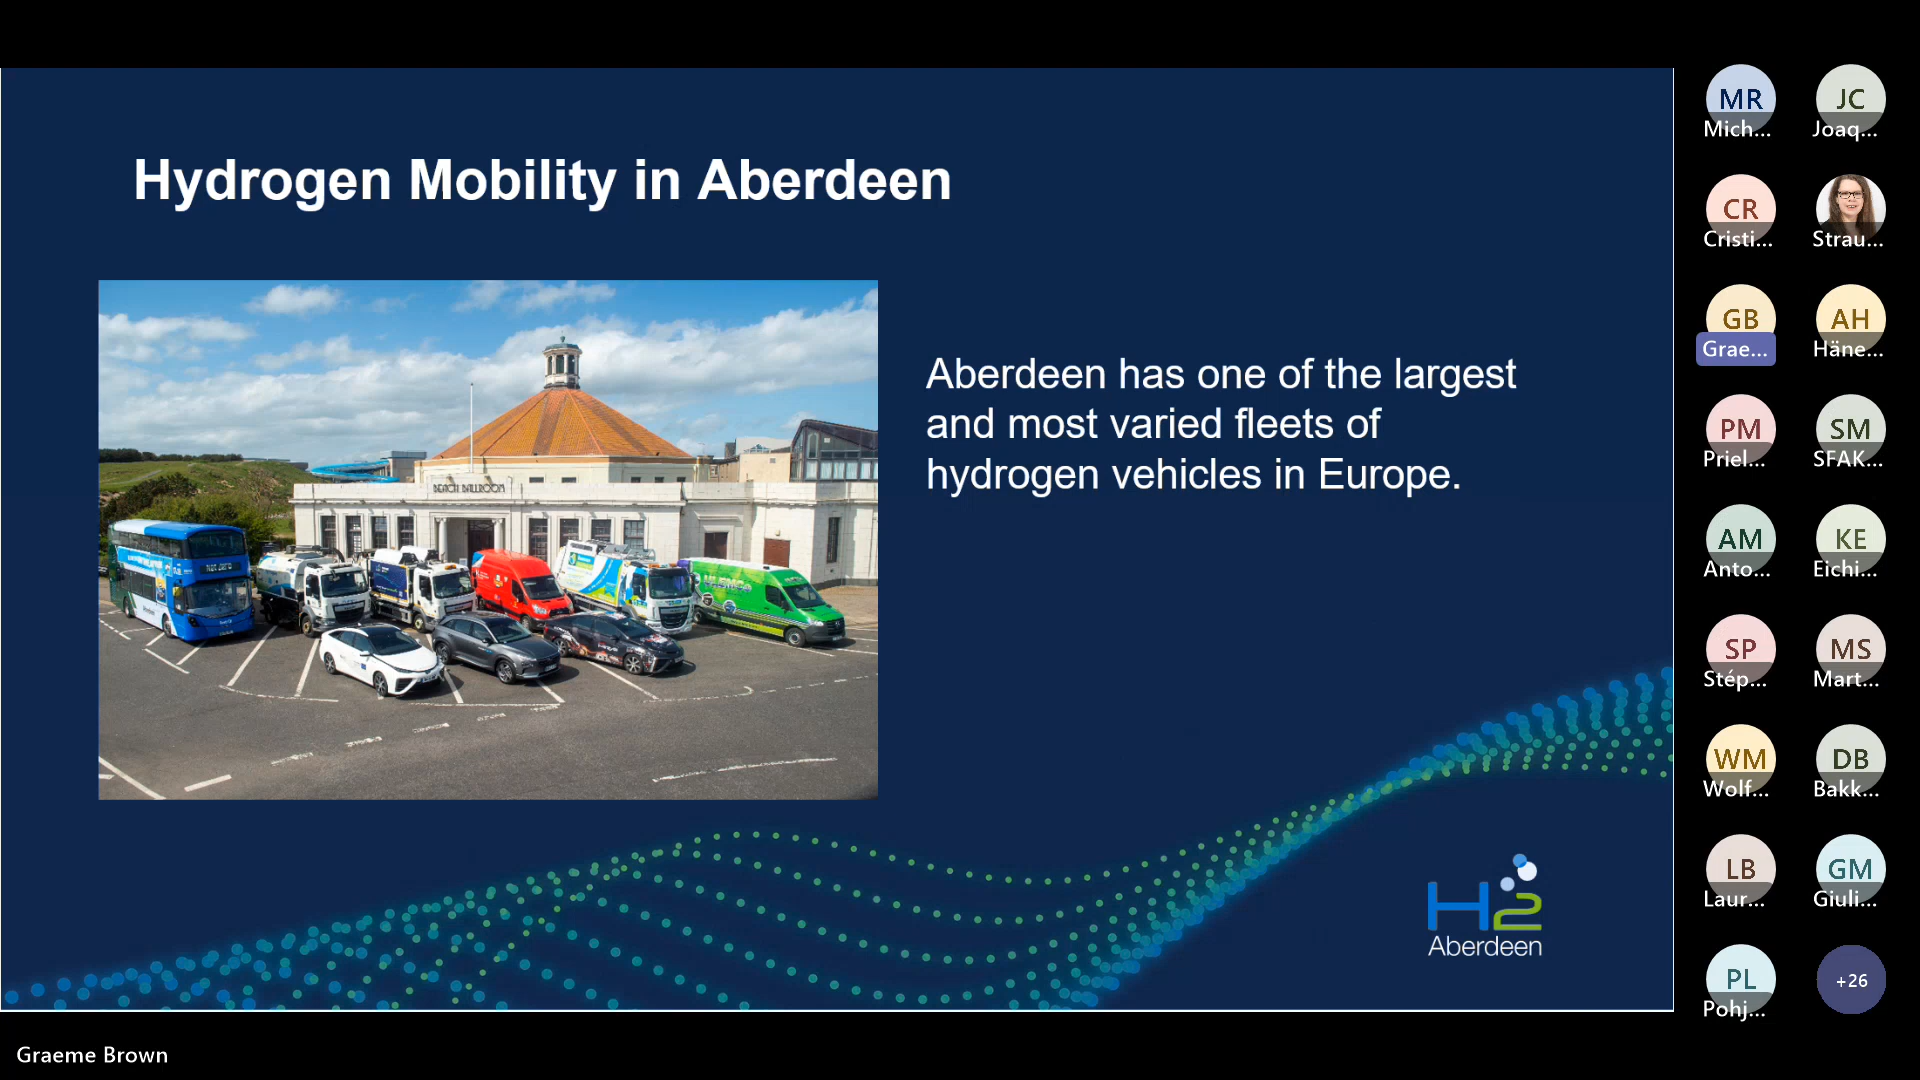 Hydrogen Mobility in Aberdeen
BEACH BALLROOM
Aberdeen has one of the largest
and most varied fleets of
hydrogen vehicles in Europe.
H2
Aberdeen
MR
Mich...
JC
Joaq...
CR
Cristi...
Strau...
GB
Grae...
AH
Häne...
PM
Priel...
SM
SFAK...
AM
Anto...
KE
Eichi...
SP
Stép...
MS
Mart...
WM
Wolf...
DB
Bakk...
LB
Laur...
GM
Giuli...
PL
Pohj...
+26
Graeme Brown